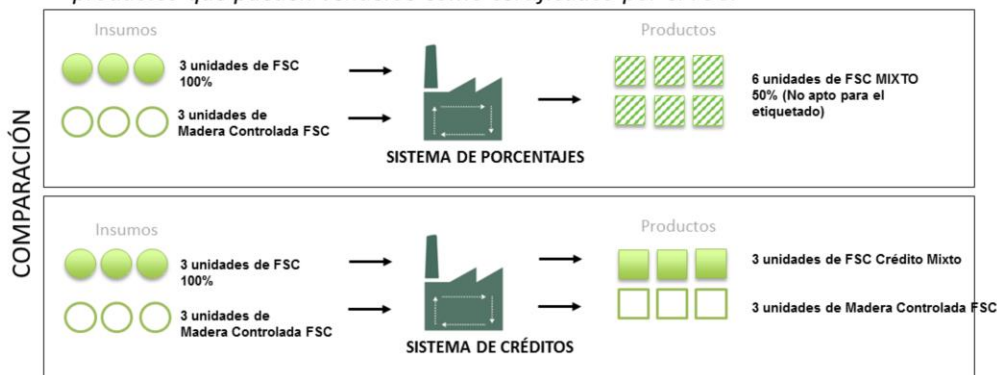 COMPARACIÓN
Insumos
Productos
3 unidades de FSC
100%
3 unidades de
Madera Controlada FSC
SISTEMA DE PORCENTAJES
6 unidades de FSC MIXTO
50% (No apto para el
etiquetado)
Insumos
Productos
3 unidades de FSC
100%
3 unidades de
Madera Controlada FSC
SISTEMA DE CRÉDITOS
3 unidades de FSC Crédito Mixto
3 unidades de Madera Controlada FSC